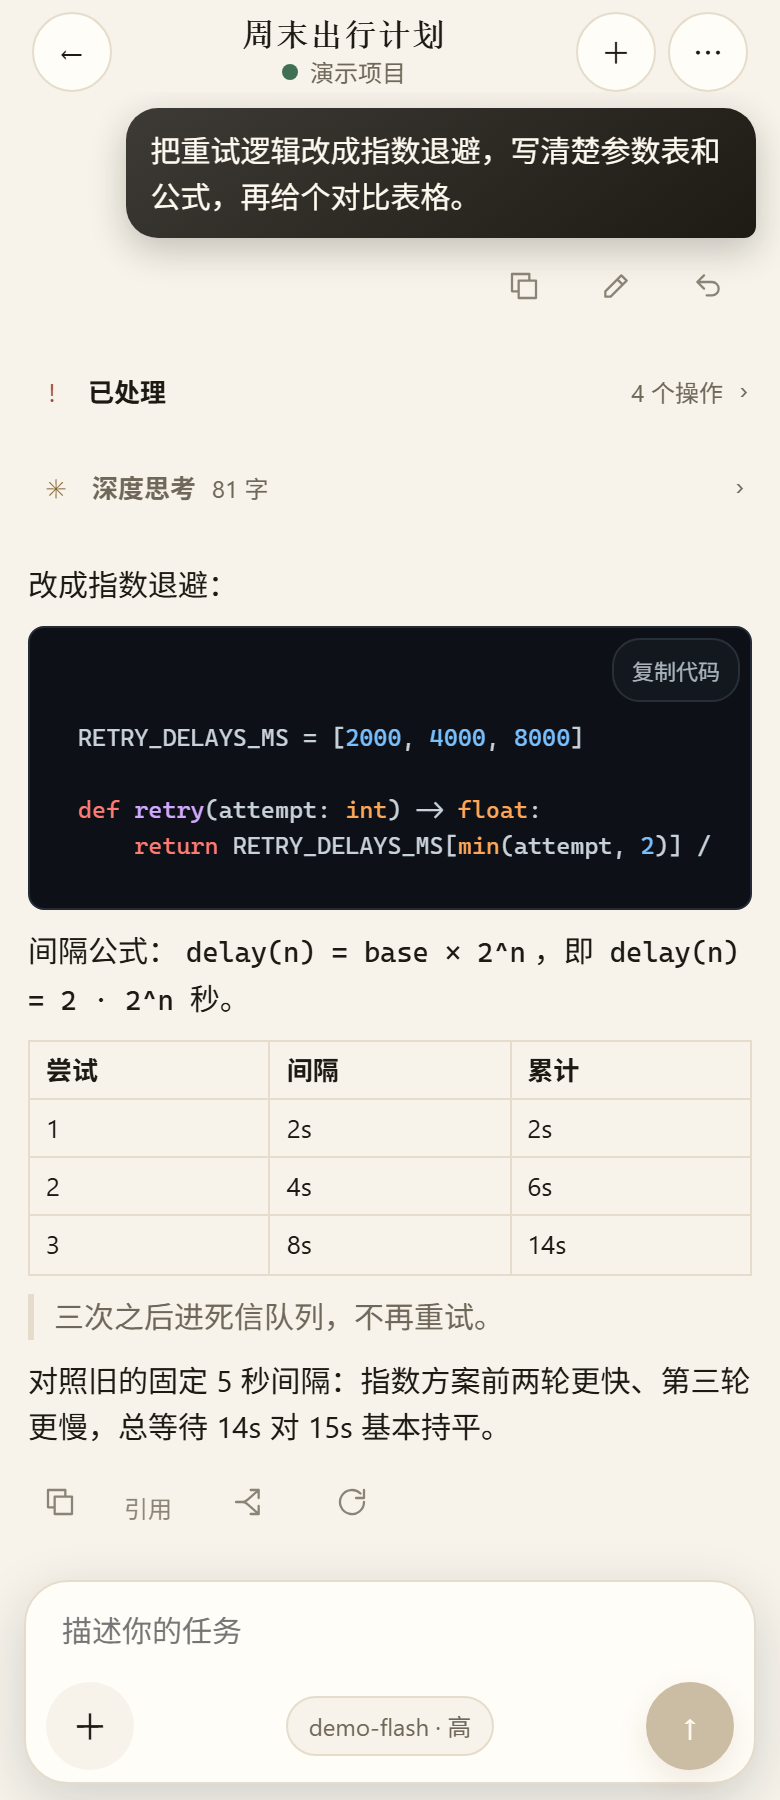 周末出行计划
演示项目
把重试逻辑改成指数退避，写清楚参数表和
公式，再给个对比表格。
! 已处理 4 个操作 ›
深度思考 81 字 ›
改成指数退避：
复制代码
RETRY_DELAYS_MS = [2000, 4000, 8000]
def retry(attempt: int) -> float:
    return RETRY_DELAYS_MS[min(attempt, 2)] /
间隔公式： delay(n) = base × 2^n ，即 delay(n)
= 2 · 2^n 秒。
尝试 间隔 累计
1 2s 2s
2 4s 6s
3 8s 14s
三次之后进死信队列，不再重试。
对照旧的固定 5 秒间隔：指数方案前两轮更快、第三轮
更慢，总等待 14s 对 15s 基本持平。
引用
描述你的任务
demo-flash · 高